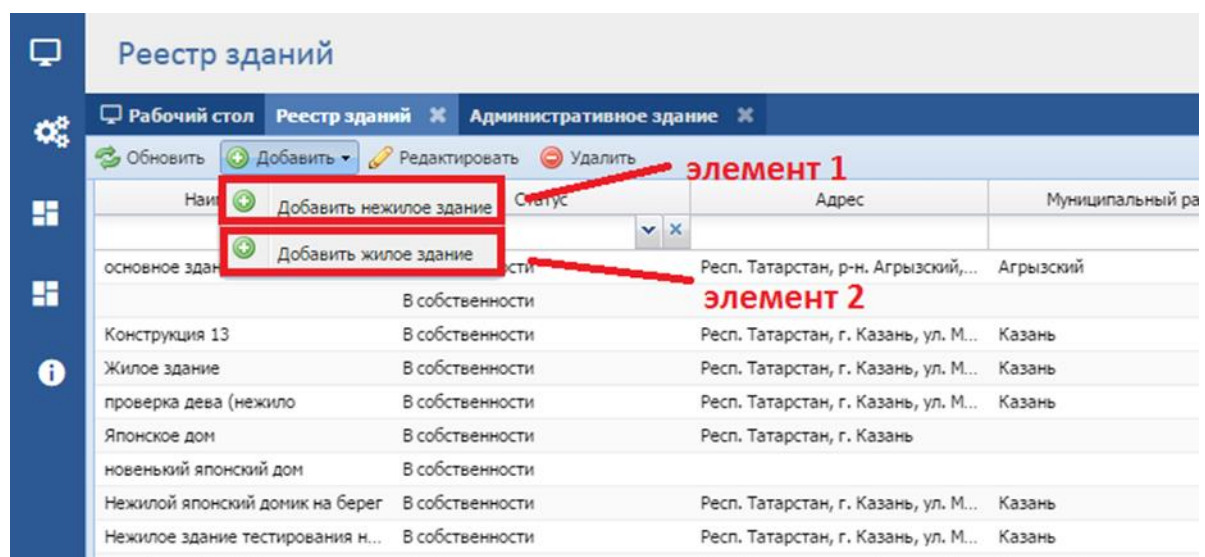 Реестр зданий
Рабочий стол Реестр зданий Административное здание
Обновить Добавить Редактировать Удалить
элемент 1
Статус Адрес Муниципальный
Добавить нежилое здание
Добавить жилое здание
основное Респ. Татарстан, р-н. Агрызский,... Агрызский
элемент 2
В собственности
Конструкция 13 В собственности Респ. Татарстан, г. Казань, ул. М... Казань
Жилое здание В собственности Респ. Татарстан, г. Казань, ул. М... Казань
проверка дева (нежило В собственности Респ. Татарстан, г. Казань, ул. М... Казань
Японское дом В собственности Респ. Татарстан, г. Казань
новенький японский дом В собственности
Нежилой японский домик на берег В собственности Респ. Татарстан, г. Казань, ул. М... Казань
Нежилое здание тестирования н... В собственности Респ. Татарстан, г. Казань, ул. М... Казань